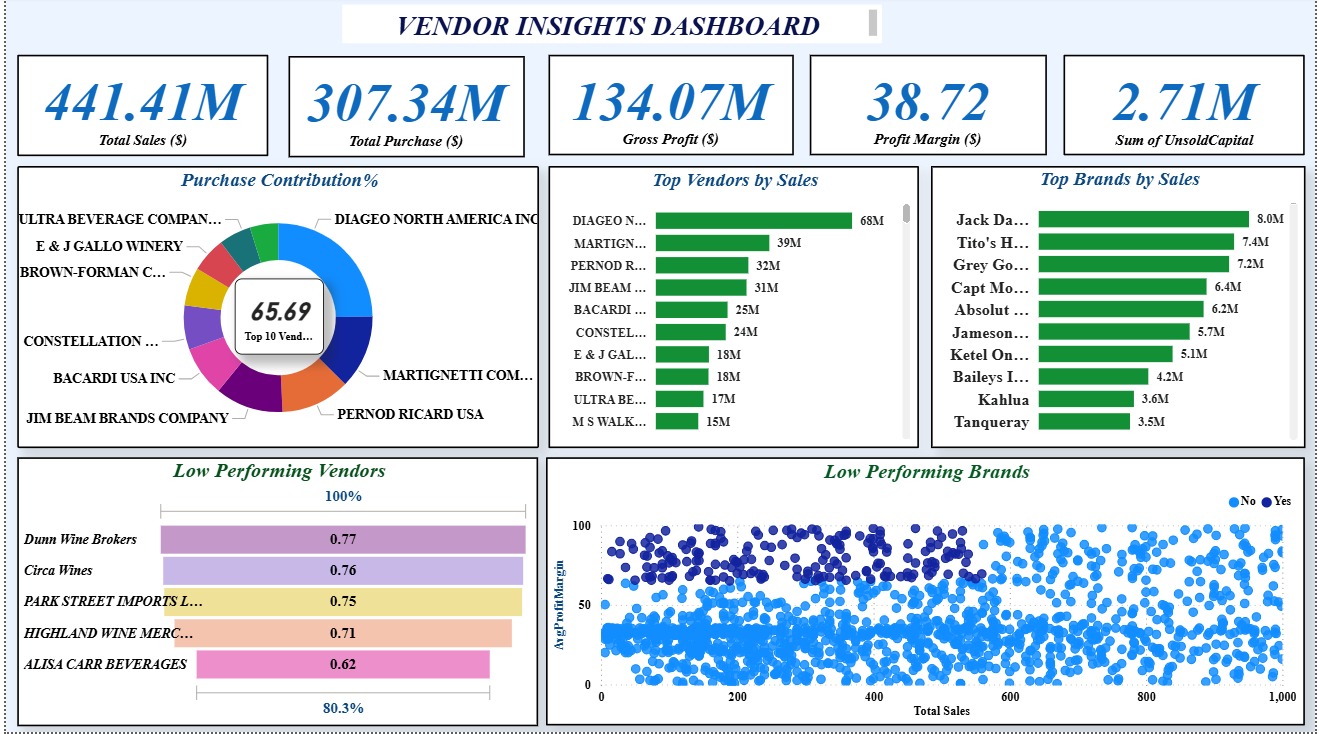 VENDOR INSIGHTS DASHBOARD
441.41M
Total Sales ($)
307.34M
Total Purchase ($)
134.07M
Gross Profit ($)
38.72
Profit Margin ($)
2.71M
Sum of UnsoldCapital
Purchase Contribution%
ULTRA BEVERAGE COMPAN...
DIAGEO NORTH AMERICA INC
E & J GALLO WINERY
BROWN-FORMAN C...
65.69
Top 10 Vend...
CONSTELLATION ...
BACARDI USA INC
MARTIGNETTI COM...
JIM BEAM BRANDS COMPANY
PERNOD RICARD USA
Top Vendors by Sales
DIAGEO N... 68M
MARTIGN... 39M
PERNOD R... 32M
JIM BEAM ... 31M
BACARDI ... 25M
CONSTEL... 24M
E & J GAL... 18M
BROWN-F... 18M
ULTRA BE... 17M
M S WALK... 15M
Top Brands by Sales
Jack Da... 8.0M
Tito's H... 7.4M
Grey Go... 7.2M
Capt Mo... 6.4M
Absolut ... 6.2M
Jameson... 5.7M
Ketel On... 5.1M
Baileys I... 4.2M
Kahlua 3.6M
Tanqueray 3.5M
Low Performing Vendors
100%
Dunn Wine Brokers 0.77
Circa Wines 0.76
PARK STREET IMPORTS L... 0.75
HIGHLAND WINE MERC... 0.71
ALISA CARR BEVERAGES 0.62
80.3%
Low Performing Brands
No Yes
100
50
0
AvgProfitMargin
0 200 400 600 800 1,000
Total Sales